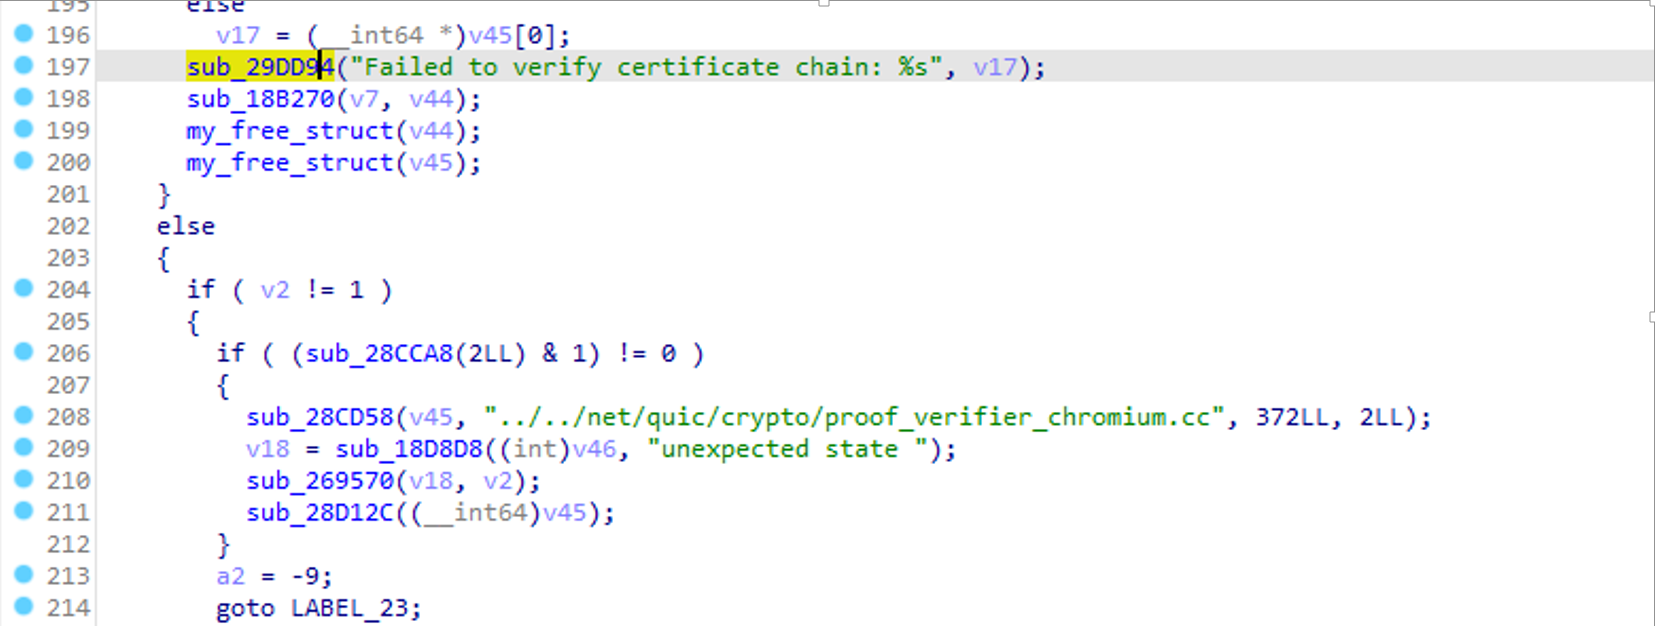 195 else
196 v17 = (__int64 *)v45[0];
197 sub_29DD94("Failed to verify certificate chain: %s", v17);
198 sub_18B270(v7, v44);
199 my_free_struct(v44);
200 my_free_struct(v45);
201 }
202 else
203 {
204 if ( v2 != 1 )
205 {
206 if ( (sub_28CCA8(2LL) & 1) != 0 )
207 {
208 sub_28CD58(v45, "../../net/quic/crypto/proof_verifier_chromium.cc", 372LL, 2LL);
209 v18 = sub_18D8D8((int)v46, "unexpected state ");
210 sub_269570(v18, v2);
211 sub_28D12C((__int64)v45);
212 }
213 a2 = -9;
214 goto LABEL_23;